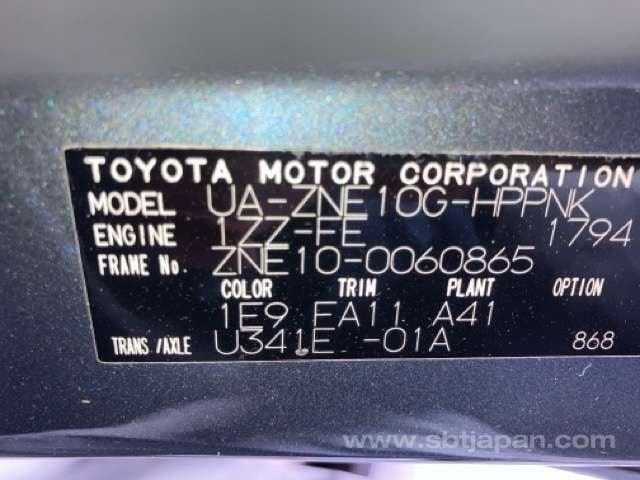 TOYOTA MOTOR CORPORATION
MODEL UA-ZNE10G-HPPNK
ENGINE 1ZZ-FE 1794
FRAME No. ZNE10-0060865
COLOR TRIM PLANT OPTION
1E9 FA11 A41
TRANS./AXLE U341E -01A 868
www.sbtjapan.com